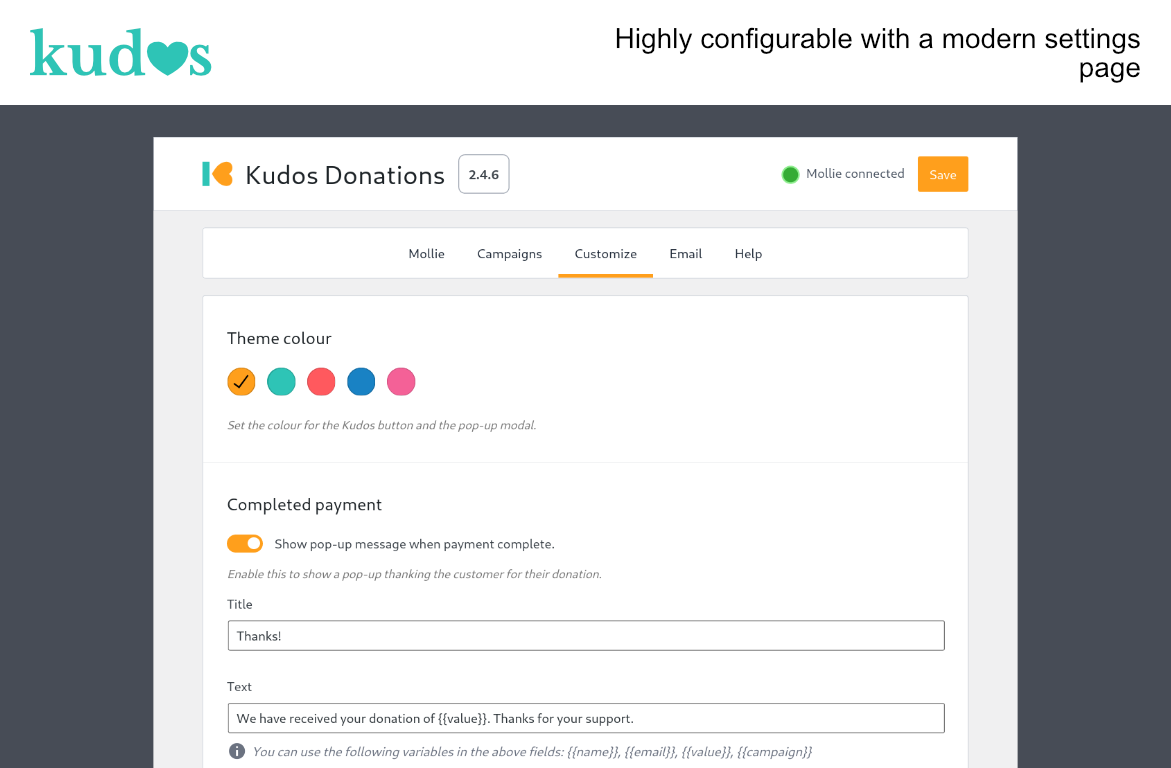 kudos
Highly configurable with a modern settings
page
Kudos Donations
2.4.6
Mollie connected
Save
Mollie Campaigns Customize Email Help
Theme colour
Set the colour for the Kudos button and the pop-up modal.
Completed payment
Show pop-up message when payment complete.
Enable this to show a pop-up thanking the customer for their donation.
Title
Thanks!
Text
We have received your donation of {{value}}. Thanks for your support.
You can use the following variables in the above fields: {{name}}, {{email}}, {{value}}, {{campaign}}